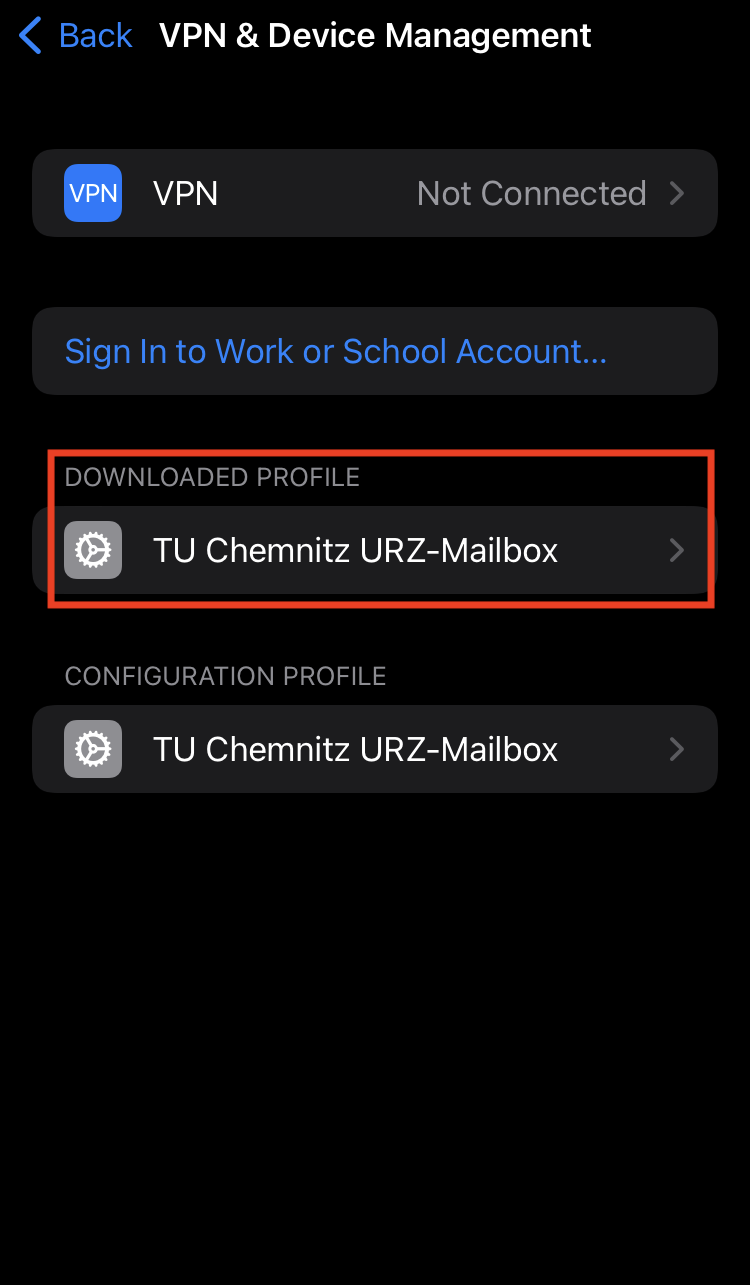 Back VPN & Device Management
VPN VPN Not Connected
Sign In to Work or School Account...
DOWNLOADED PROFILE
TU Chemnitz URZ-Mailbox
CONFIGURATION PROFILE
TU Chemnitz URZ-Mailbox